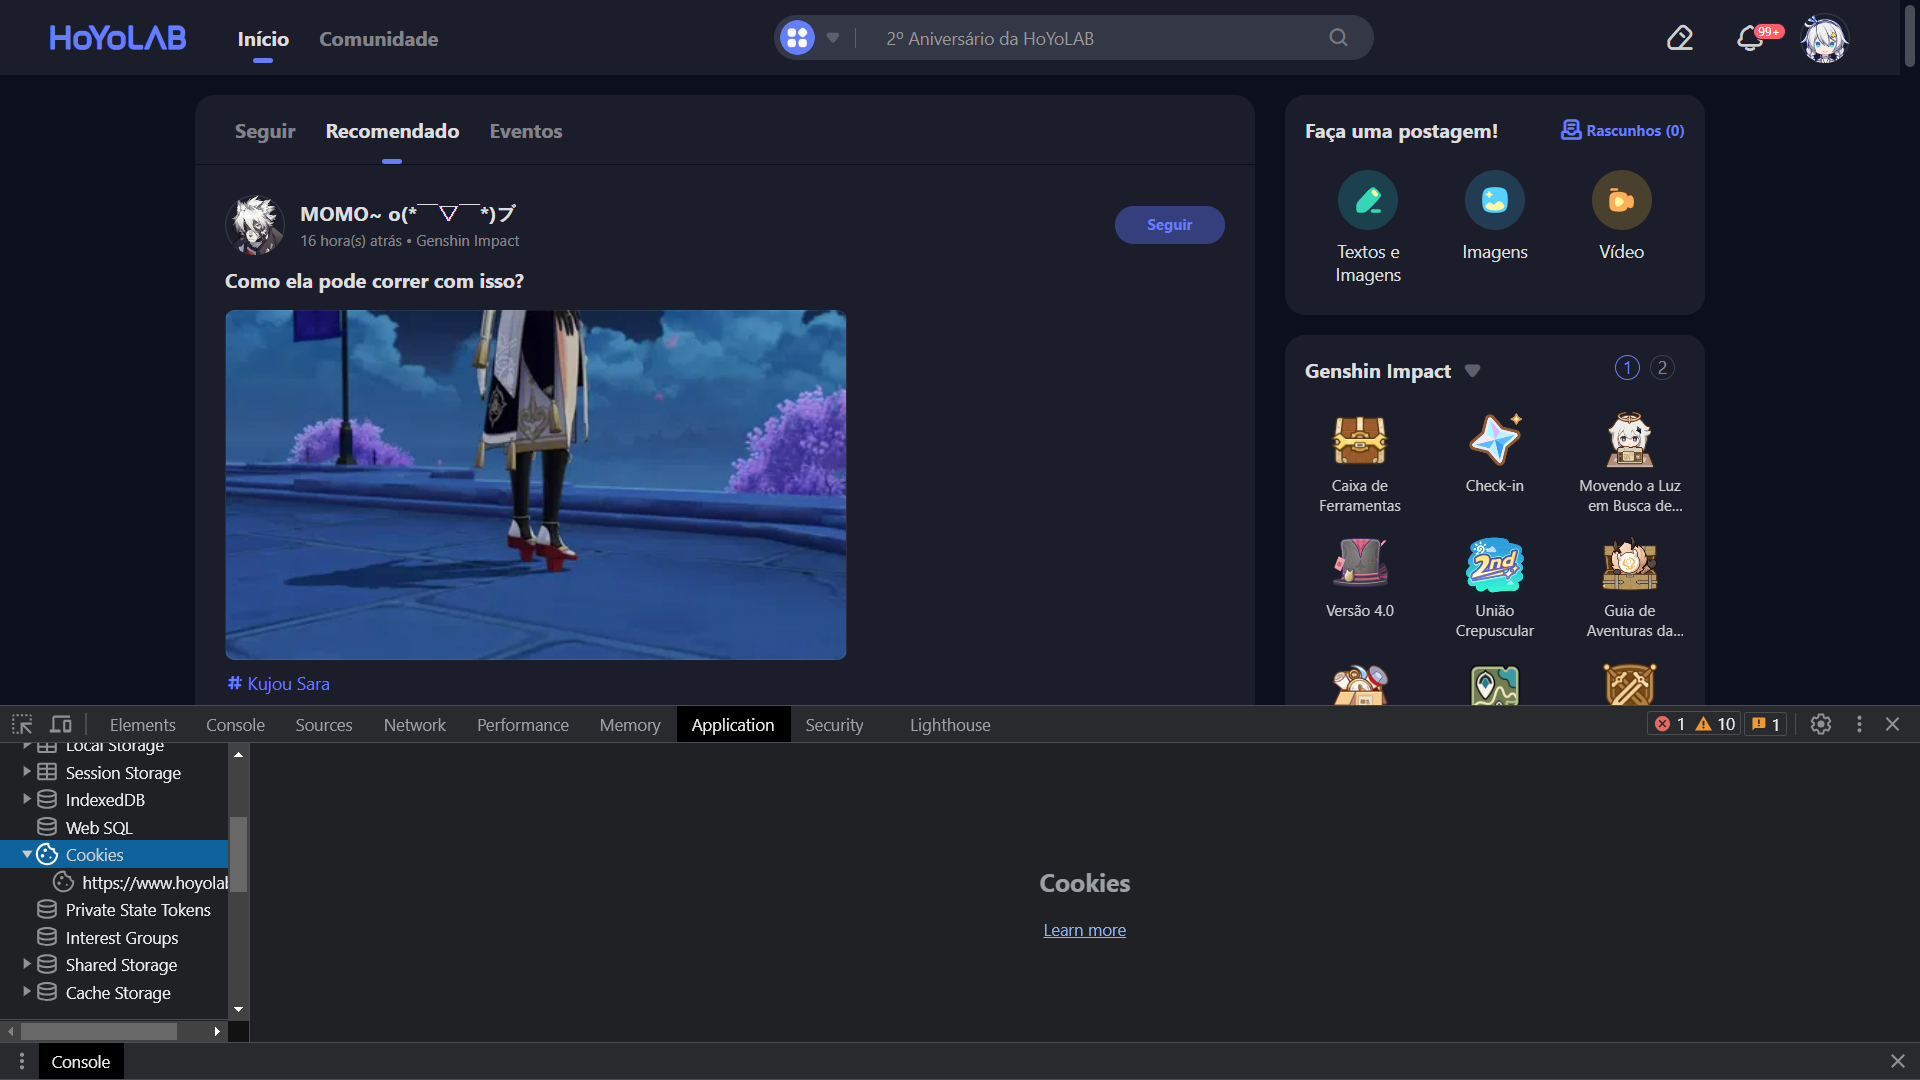 HoYoLAB
Início Comunidade
2º Aniversário da HoYoLAB
99+
Seguir Recomendado Eventos
MOMO~ o(*￣▽￣*)ブ
16 hora(s) atrás • Genshin Impact
Seguir
Como ela pode correr com isso?
# Kujou Sara
Faça uma postagem!
Rascunhos (0)
Textos e
Imagens
Imagens
Vídeo
Genshin Impact
1 2
Caixa de
Ferramentas
Check-in
Movendo a Luz
em Busca de...
Versão 4.0
2nd
União
Crepuscular
Guia de
Aventuras da...
Elements Console Sources Network Performance Memory Application Security Lighthouse
1 10 1
Local Storage
Session Storage
IndexedDB
Web SQL
Cookies
https://www.hoyolab
Private State Tokens
Interest Groups
Shared Storage
Cache Storage
Cookies
Learn more
Console